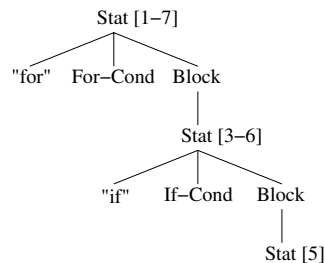 Stat [1−7]
"for" For−Cond Block
Stat [3−6]
"if" If−Cond Block
Stat [5]